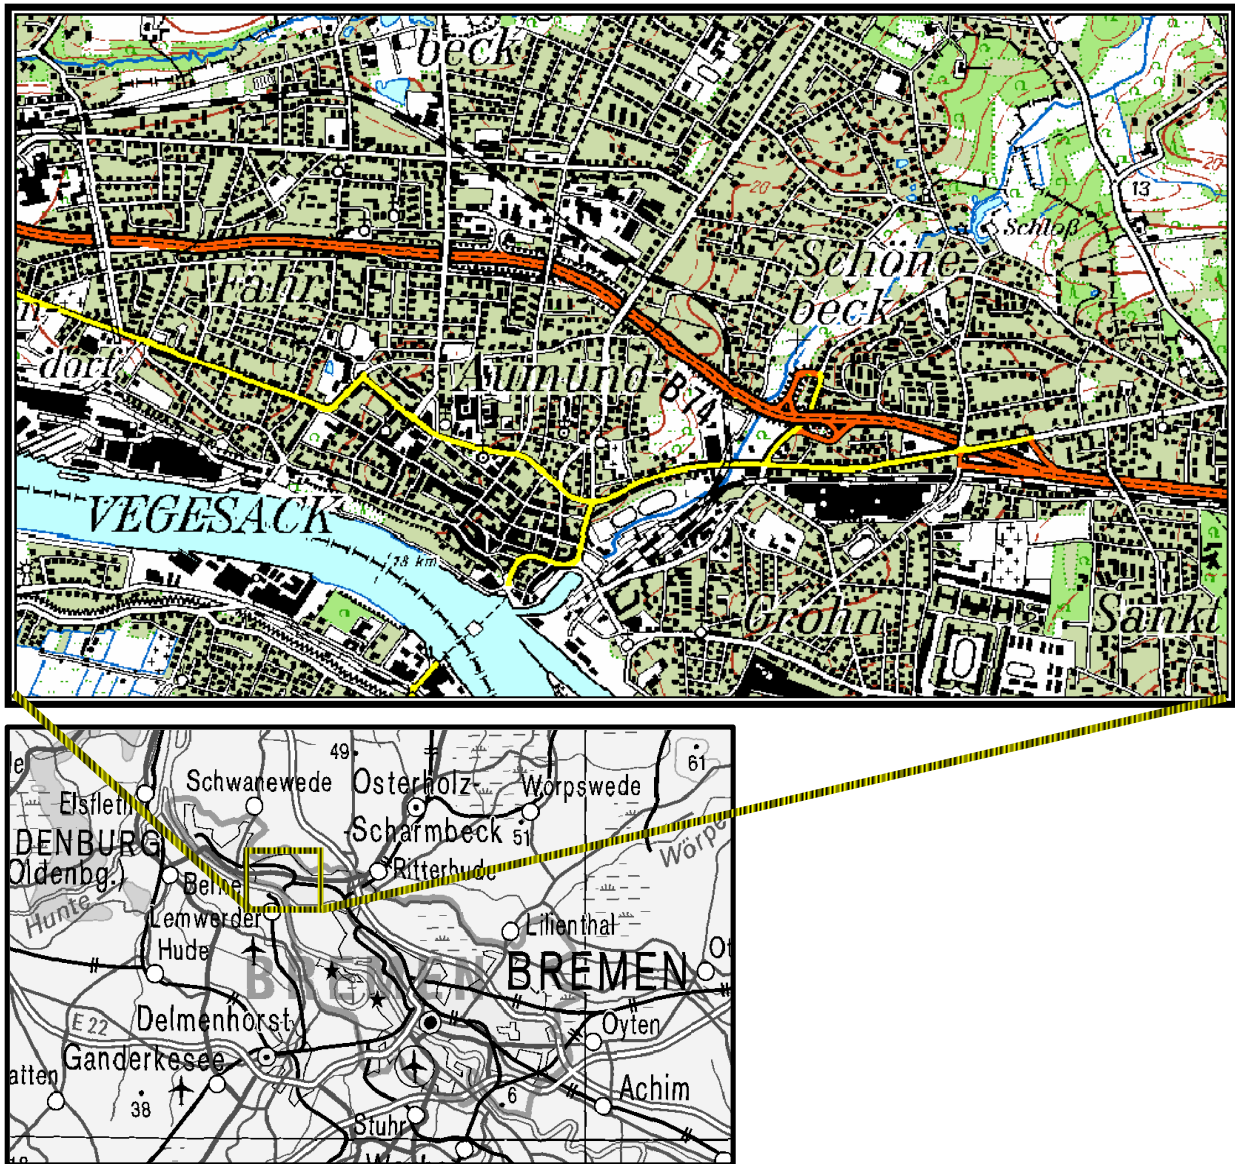 beck
13
20
20
Schloß
Schöne-
beck
Fähr
n-
dorf
Aumund
B 74
VEGESACK
18 km
Grohn
Sankt
49
61
Schwanewede
Osterholz-
Worpswede
Elsfleth
Scharmbeck
51
DENBURG
Oldenbg.)
Wörpe
Ritterhude
Berne
Hunte
Lemwerder
Lilienthal
Hude
BREMEN
BREMEN
Ot
Delmenhorst
E 22
Oyten
Ganderkesee
atten
38
6
Achim
Stuhr